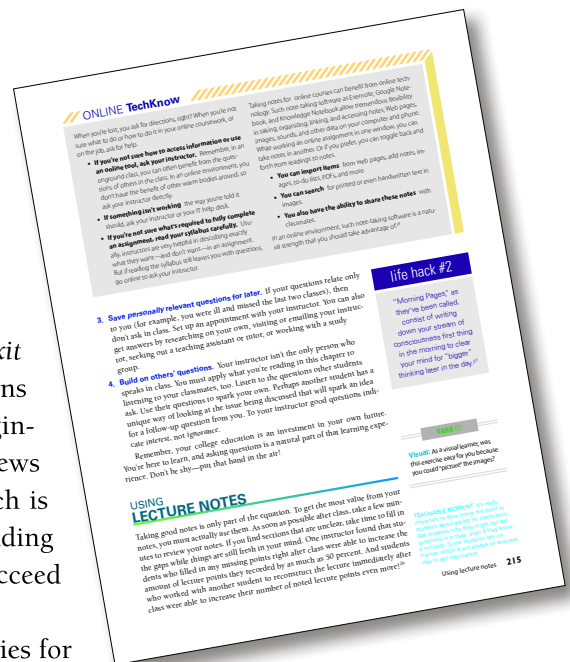 ONLINE TechKnow
When you're lost, you ask for directions, right? When you're not
sure what to do or how to do it in your online coursework, or
on the job, ask for help.
• If you're not sure how to access information or use
an online tool, ask your instructor. Remember, in an
onground class, you can often benefit from the ques-
tions of others in the class. In an online environment, you
don't have the benefit of other warm bodies around, so
ask your instructor directly.
• If something isn't working the way you're told it
should, ask your instructor or your IT help desk.
• If you're not sure what's required to fully complete
an assignment, read your syllabus carefully. Usu-
ally, instructors are very helpful in describing exactly
what they want—and don't want—in an assignment.
But if reading the syllabus still leaves you with questions,
go online to ask your instructor.
Taking notes for online courses can benefit from online tech-
nology. Such note-taking software as Evernote, Google Note-
book, and Knowledge Notebook allow tremendous flexibility
in taking, organizing, linking, and accessing notes, Web pages,
images, sounds, and other data on your computer and phone.
While working on an online assignment in one window, you can
take notes in another. Or if you prefer, you can toggle back and
forth from readings to notes.
• You can import items from web pages, add notes, im-
ages, to-do lists, PDFs, and more.
• You can search for printed or even handwritten text in
images.
• You also have the ability to share these notes with
classmates.
In an online environment, such note-taking software is a natu-
ral strength that you should take advantage of.
3. Save personally relevant questions for later. If your questions relate only
to you (for example, you were ill and missed the last two classes), then
don't ask in class. Set up an appointment with your instructor. You can also
get answers by researching on your own, visiting or emailing your instruc-
tor, seeking out a teaching assistant or tutor, or working with a study
group.
4. Build on others' questions. Your instructor isn't the only person who
speaks in class. You must apply what you're reading in this chapter to
listening to your classmates, too. Listen to the questions other students
ask. Use their questions to spark your own. Perhaps another student has a
unique way of looking at the issue being discussed that will spark an idea
for a follow-up question from you. To your instructor good questions indi-
cate interest, not ignorance.
Remember, your college education is an investment in your own future.
You're here to learn, and asking questions is a natural part of that learning expe-
rience. Don't be shy—put that hand in the air!
life hack #2
"Morning Pages," as
they've been called,
consist of writing
down your stream of
consciousness first thing
in the morning to clear
your mind for "bigger"
thinking later in the day.
VARK IT!
Visual: As a visual learner, was
this exercise easy for you because
you could "picture" the images?
USING
LECTURE NOTES
Taking good notes is only part of the equation. To get the most value from your
notes, you must actually use them. As soon as possible after class, take a few min-
utes to review your notes. If you find sections that are unclear, take time to fill in
the gaps while things are still fresh in your mind. One instructor found that stu-
dents who filled in any missing points right after class were able to increase the
amount of lecture points they recorded by as much as 50 percent. And students
who worked with another student to reconstruct the lecture immediately after
class were able to increase their number of noted lecture points even more!
TEACHABLE MOMENT
Using lecture notes 215
xit
ns
gin-
ews
ch is
ding
cceed
ies for